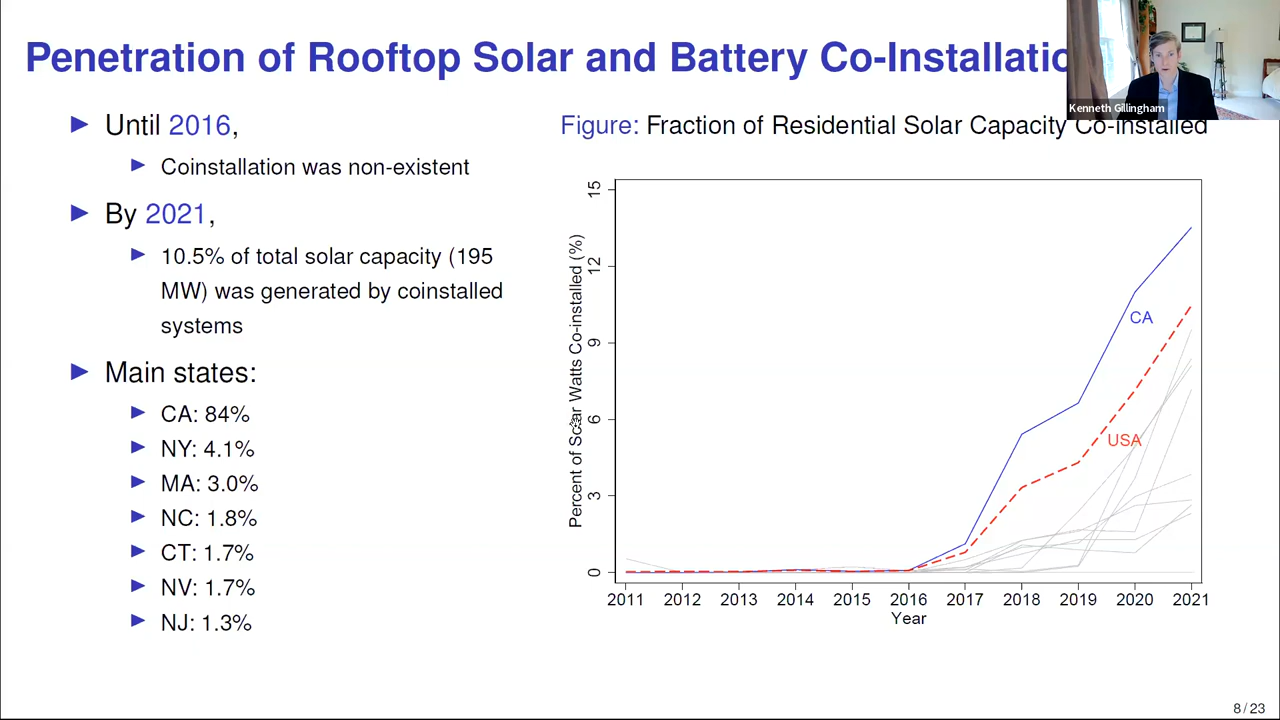 Penetration of Rooftop Solar and Battery Co-Installatio
Kenneth Gillingham
Until 2016,
Coinstallation was non-existent
By 2021,
10.5% of total solar capacity (195
MW) was generated by coinstalled
systems
Main states:
CA: 84%
NY: 4.1%
MA: 3.0%
NC: 1.8%
CT: 1.7%
NV: 1.7%
NJ: 1.3%
Figure: Fraction of Residential Solar Capacity Co-installed
Percent of Solar Watts Co-installed (%)
15
12
9
6
3
0
CA
USA
2011 2012 2013 2014 2015 2016 2017 2018 2019 2020 2021
Year
8 / 23